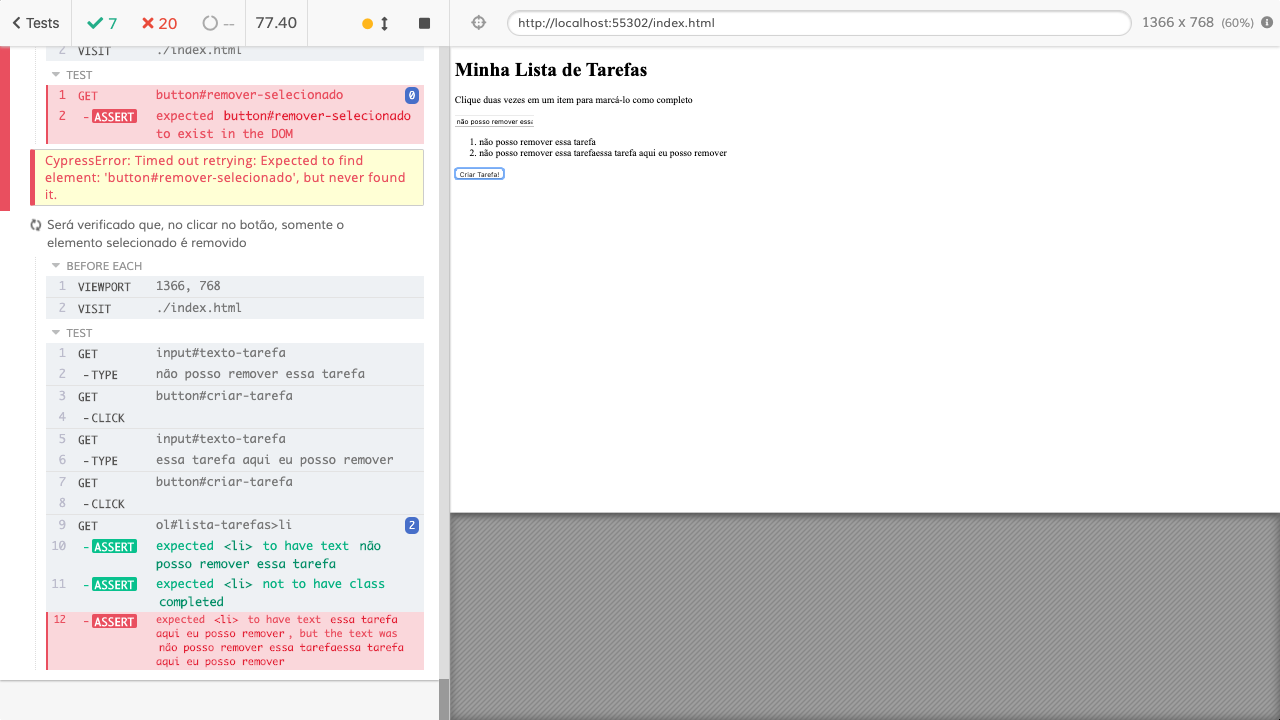 Tests
7
20
--
77.40
http://localhost:55302/index.html
1366 x 768 (60%)
2 VISIT ./index.html
TEST
1 GET button#remover-selecionado 0
2 -ASSERT expected button#remover-selecionado
to exist in the DOM
CypressError: Timed out retrying: Expected to find
element: 'button#remover-selecionado', but never found
it.
Será verificado que, no clicar no botão, somente o
elemento selecionado é removido
BEFORE EACH
1 VIEWPORT 1366, 768
2 VISIT ./index.html
TEST
1 GET input#texto-tarefa
2 -TYPE não posso remover essa tarefa
3 GET button#criar-tarefa
4 -CLICK
5 GET input#texto-tarefa
6 -TYPE essa tarefa aqui eu posso remover
7 GET button#criar-tarefa
8 -CLICK
9 GET ol#lista-tarefas>li 2
10 -ASSERT expected <li> to have text não
posso remover essa tarefa
11 -ASSERT expected <li> not to have class
completed
12 -ASSERT expected <li> to have text essa tarefa
aqui eu posso remover, but the text was
não posso remover essa tarefaessa tarefa
aqui eu posso remover
Minha Lista de Tarefas
Clique duas vezes em um item para marcá-lo como completo
não posso remover essa
1. não posso remover essa tarefa
2. não posso remover essa tarefaessa tarefa aqui eu posso remover
Criar Tarefa!